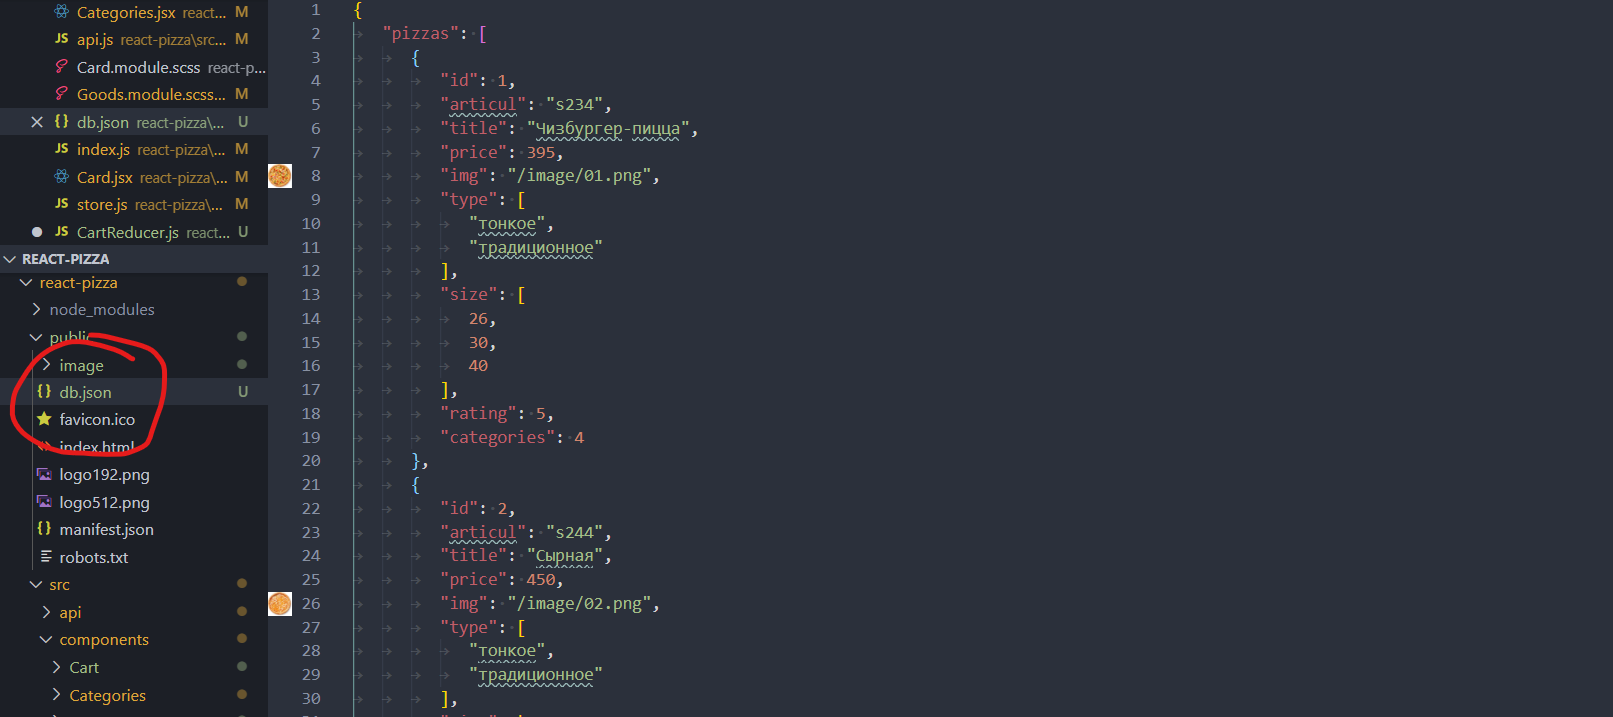 Categories.jsx react... M
api.js react-pizza\src... M
Card.module.scss react-p...
Goods.module.scss... M
db.json react-pizza\... U
index.js react-pizza\... M
Card.jsx react-pizza\... M
store.js react-pizza\... M
CartReducer.js react... U
REACT-PIZZA
react-pizza
node_modules
public
image
db.json U
favicon.ico
index.html
logo192.png
logo512.png
manifest.json
robots.txt
src
api
components
Cart
Categories
1 {
2 "pizzas": [
3 {
4 "id": 1,
5 "articul": "s234",
6 "title": "Чизбургер-пицца",
7 "price": 395,
8 "img": "/image/01.png",
9 "type": [
10 "тонкое",
11 "традиционное"
12 ],
13 "size": [
14 26,
15 30,
16 40
17 ],
18 "rating": 5,
19 "categories": 4
20 },
21 {
22 "id": 2,
23 "articul": "s244",
24 "title": "Сырная",
25 "price": 450,
26 "img": "/image/02.png",
27 "type": [
28 "тонкое",
29 "традиционное"
30 ],